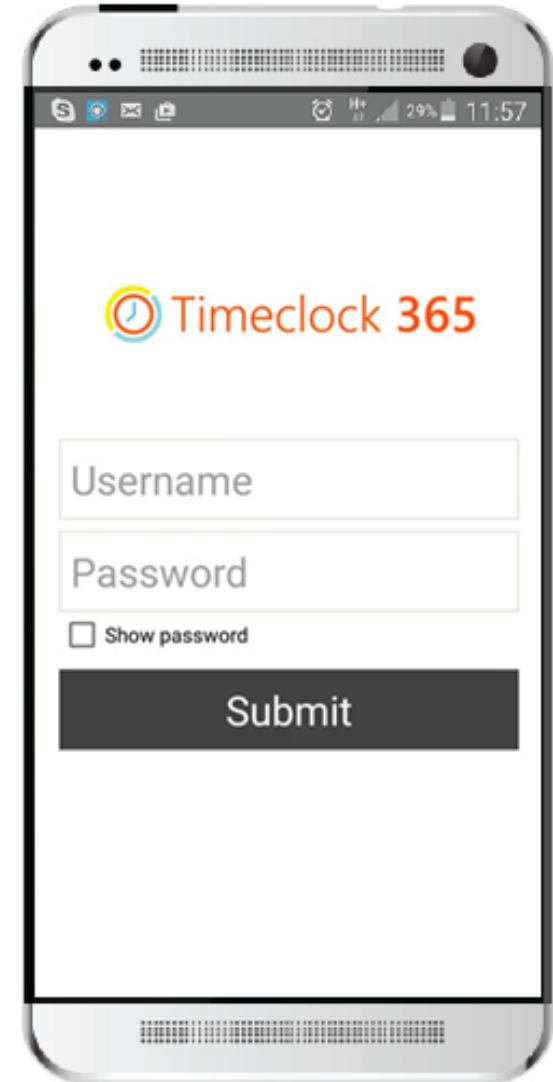 H+ 29% 11:57
Timeclock 365
Username
Password
Show password
Submit